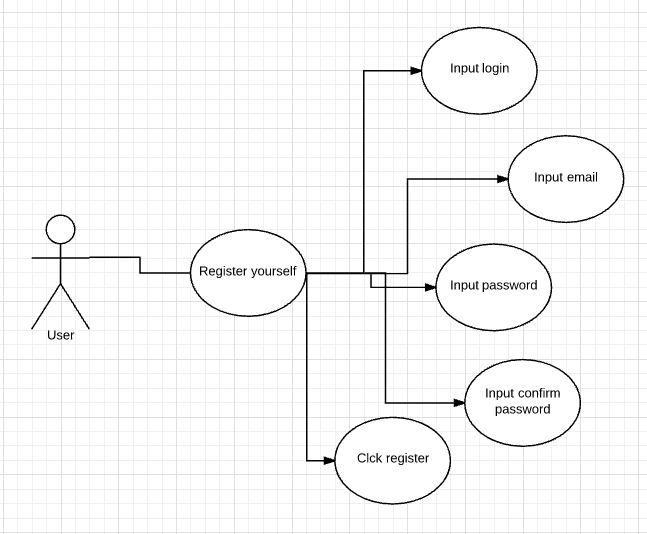 Input login
Input email
Register yourself
Input password
User
Input confirm
password
Clck register